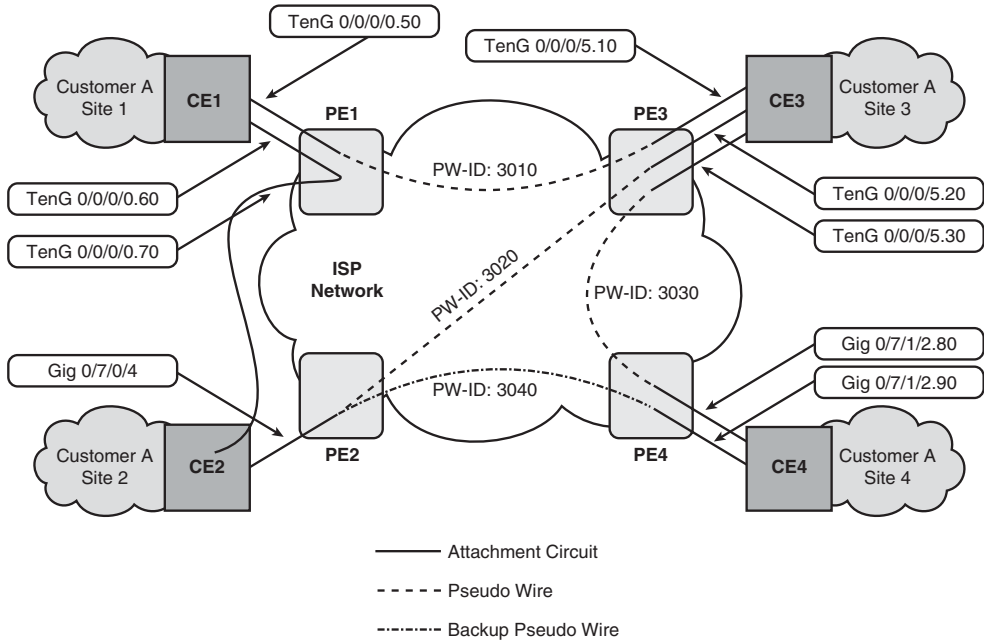 TenG 0/0/0/0.50
TenG 0/0/0/5.10
Customer A
Site 1
CE1
PE1
PE3
CE3
Customer A
Site 3
PW-ID: 3010
TenG 0/0/0/0.60
TenG 0/0/0/5.20
TenG 0/0/0/0.70
TenG 0/0/0/5.30
ISP
Network
PW-ID: 3020
PW-ID: 3030
Gig 0/7/0/4
Gig 0/7/1/2.80
Gig 0/7/1/2.90
PW-ID: 3040
Customer A
Site 2
CE2
PE2
PE4
CE4
Customer A
Site 4
Attachment Circuit
Pseudo Wire
Backup Pseudo Wire